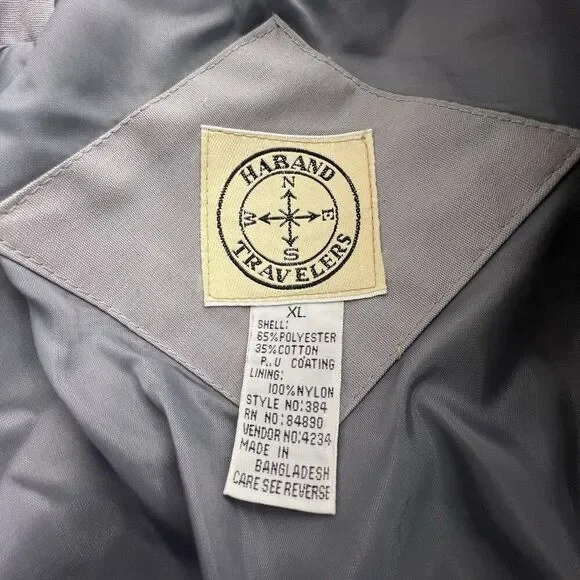 HABAND
N
W E
S
TRAVELERS
XL
SHELL:
65%POLYESTER
35%COTTON
P.,U COATING
LINING:
100%NYLON
STYLE NO:384
RN NO:84890
VENDOR NO:4234
MADE IN
BANGLADESH
CARE SEE REVERSE